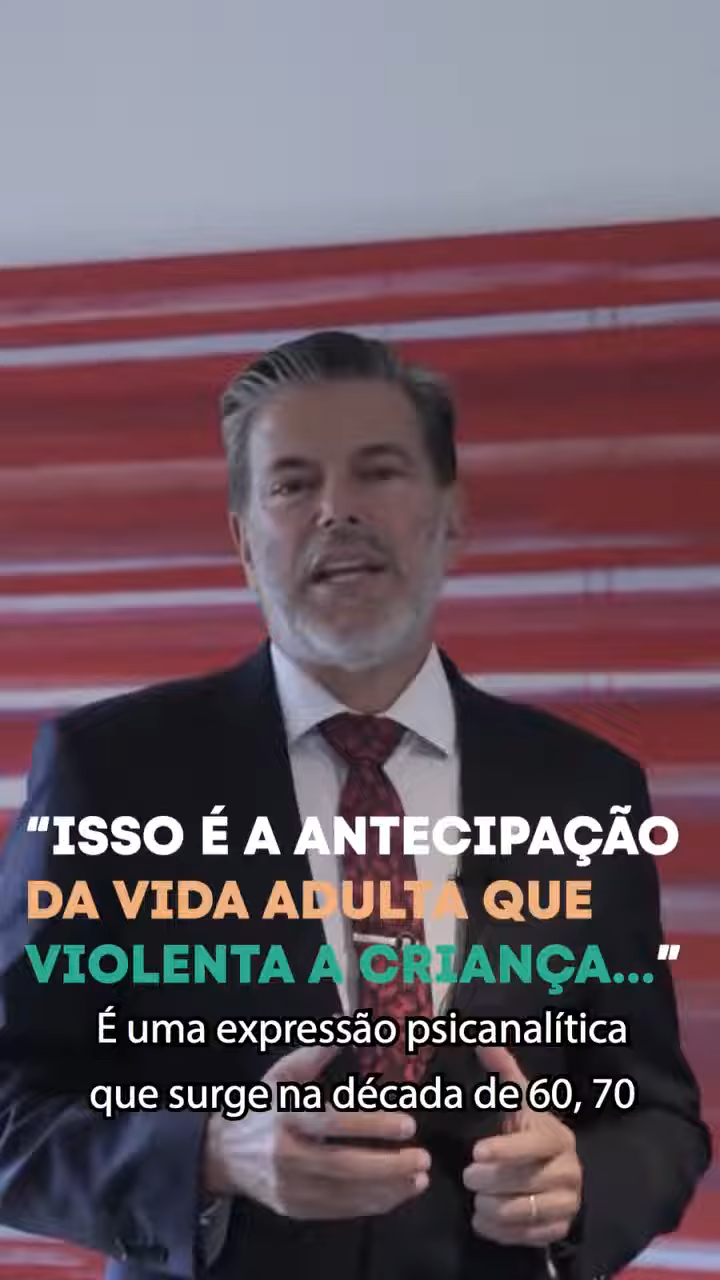 “ISSO É A ANTECIPAÇÃO
DA VIDA ADULTA QUE
VIOLENTA A CRIANÇA...”
É uma expressão psicanalítica
que surge na década de 60, 70